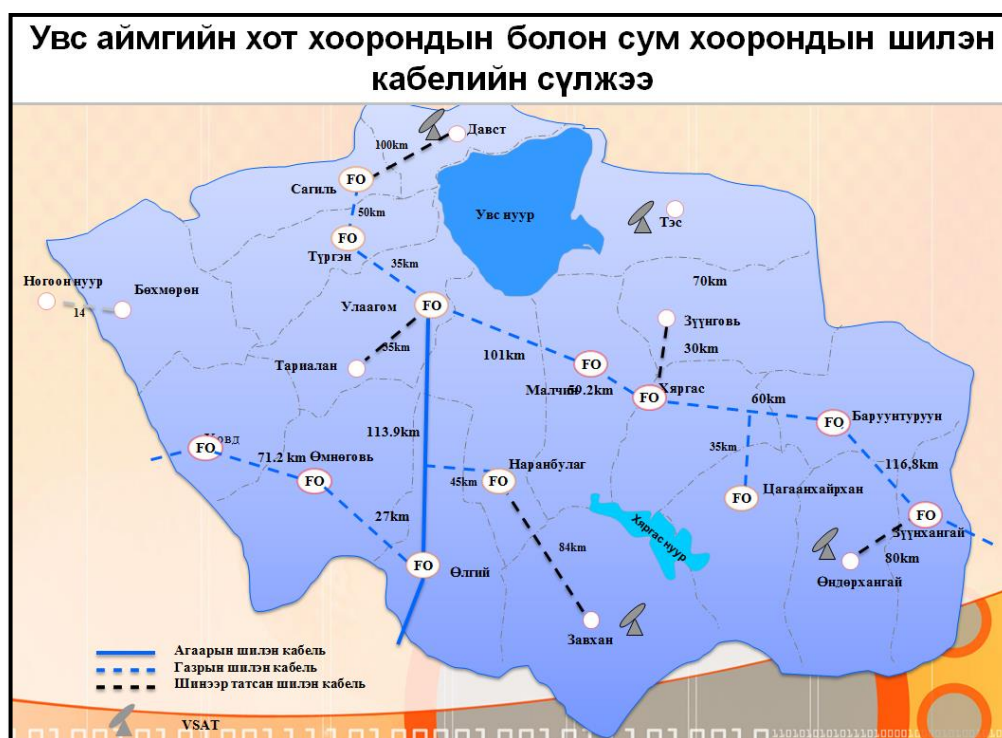 Увс аймгийн хот хоорондын болон сум хоорондын шилэн
кабелийн сүлжээ
Давст
100km
FO
Сагиль
50km
Увс нуур
Тэс
FO
Түргэн
35km
70km
Ногоон нуур
Бөхмөрөн
14
Улаагом
FO
Зүүнговь
35km
101km
30km
Тариалан
FO
Малчин
59.2km
FO
Хяргас
60km
Баруунтуруун
FO
113.9km
Ховд
FO
71.2 km
Өмнөговь
FO
Наранбулаг
45km
FO
35km
116,8km
FO
Цагаанхайрхан
27km
Хяргас нуур
FO
Зүүнхангай
84km
80km
FO
Өлгий
Өндөрхангай
Завхан
Агаарын шилэн кабель
Газрын шилэн кабель
Шинээр татсан шилэн кабель
VSAT